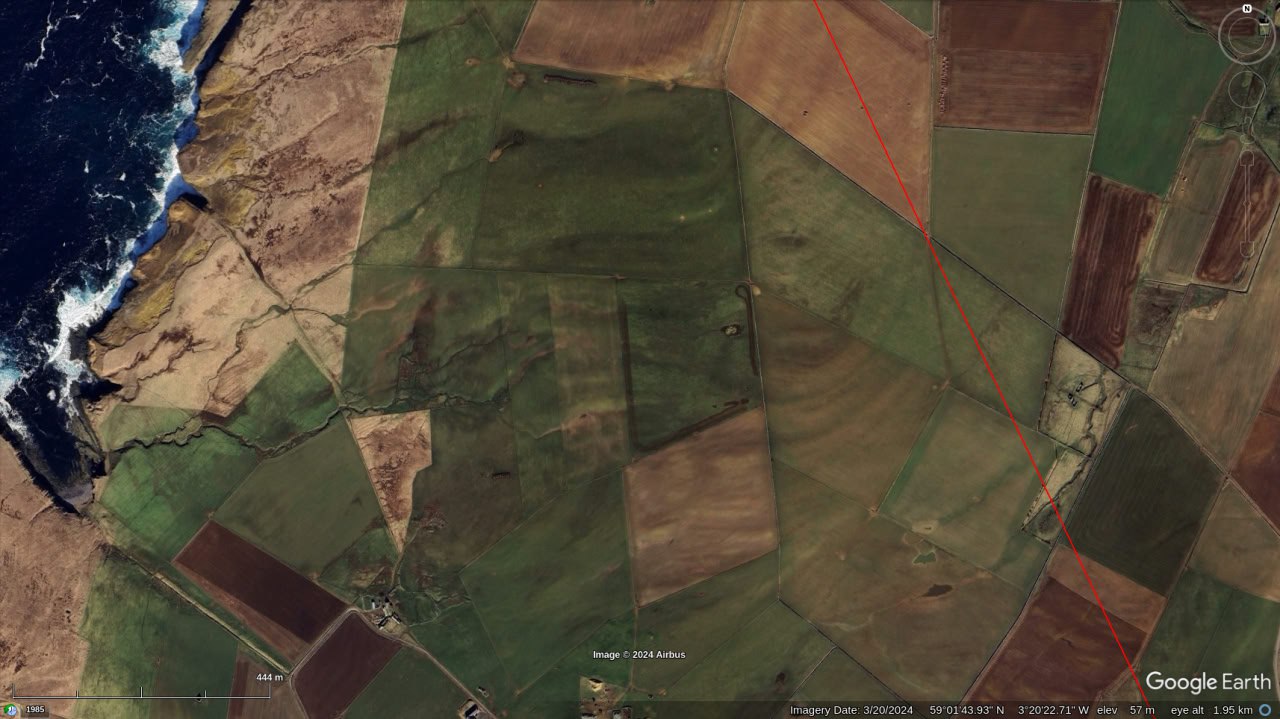 N
444 m
Image © 2024 Airbus
Google Earth
1985
Imagery Date: 3/20/2024 59°01'43.93" N 3°20'22.71" W elev 57 m eye alt 1.95 km